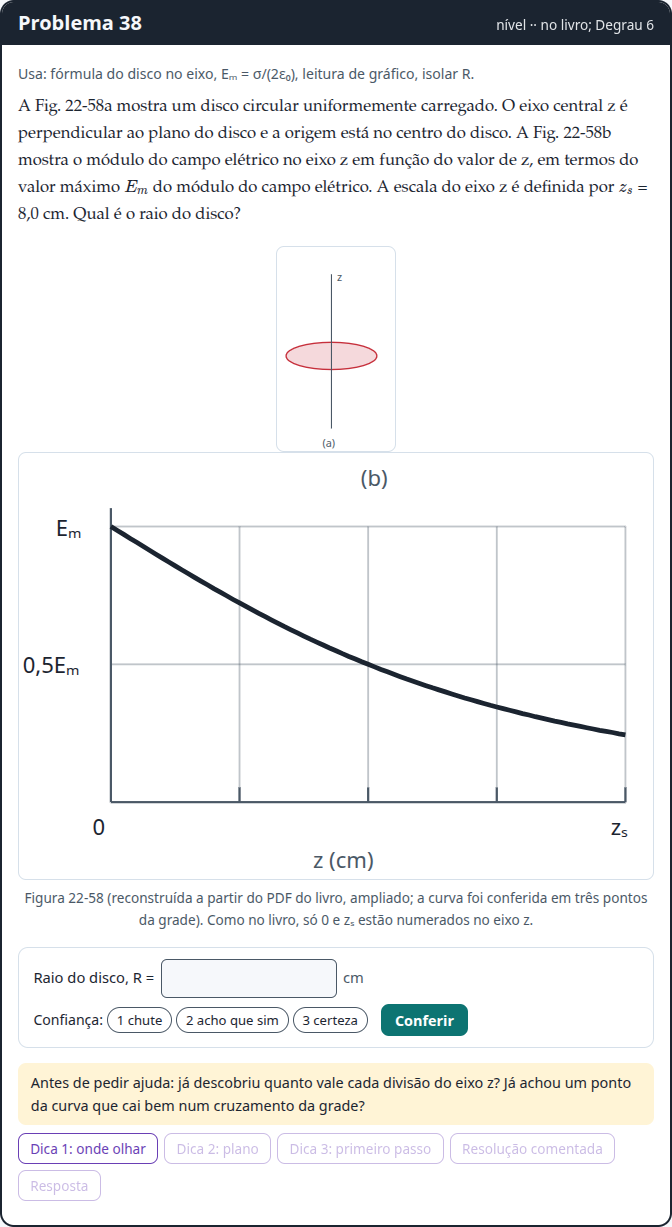 Problema 38
nível ·· no livro; Degrau 6
Usa: fórmula do disco no eixo, Eₘ = σ/(2ε₀), leitura de gráfico, isolar R.
A Fig. 22-58a mostra um disco circular uniformemente carregado. O eixo central z é
perpendicular ao plano do disco e a origem está no centro do disco. A Fig. 22-58b
mostra o módulo do campo elétrico no eixo z em função do valor de z, em termos do
valor máximo Eₘ do módulo do campo elétrico. A escala do eixo z é definida por zₛ =
8,0 cm. Qual é o raio do disco?
z
(a)
(b)
Eₘ
0,5Eₘ
0
zₛ
z (cm)
Figura 22-58 (reconstruída a partir do PDF do livro, ampliado; a curva foi conferida em três pontos
da grade). Como no livro, só 0 e zₛ estão numerados no eixo z.
Raio do disco, R =
cm
Confiança: 1 chute 2 acho que sim 3 certeza Conferir
Antes de pedir ajuda: já descobriu quanto vale cada divisão do eixo z? Já achou um ponto
da curva que cai bem num cruzamento da grade?
Dica 1: onde olhar Dica 2: plano Dica 3: primeiro passo Resolução comentada
Resposta